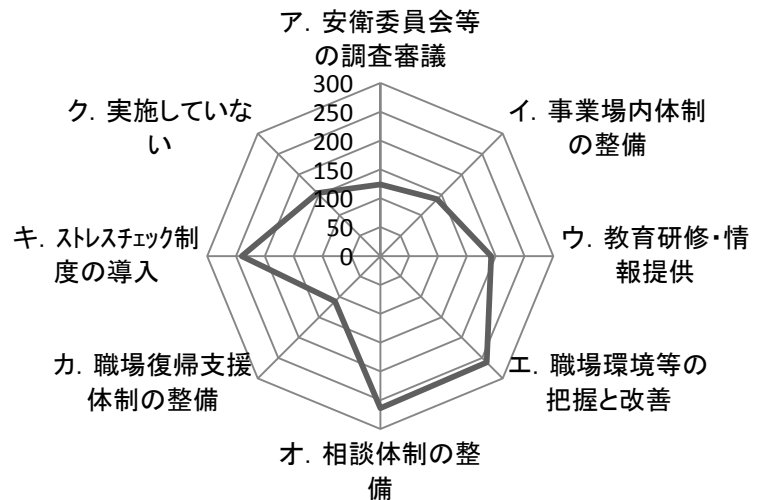 ア．安衛委員会等
の調査審議
イ．事業場内体制
の整備
ウ．教育研修・情
報提供
エ．職場環境等の
把握と改善
オ．相談体制の整
備
カ．職場復帰支援
体制の整備
キ．ｽﾄﾚｽﾁｪｯｸ制
度の導入
ク．実施していな
い
300
250
200
150
100
50
0